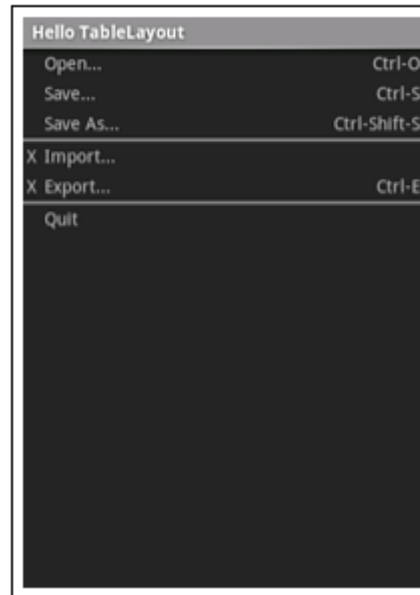 Hello TableLayout
Open... Ctrl-O
Save... Ctrl-S
Save As... Ctrl-Shift-S
X Import...
X Export... Ctrl-E
Quit